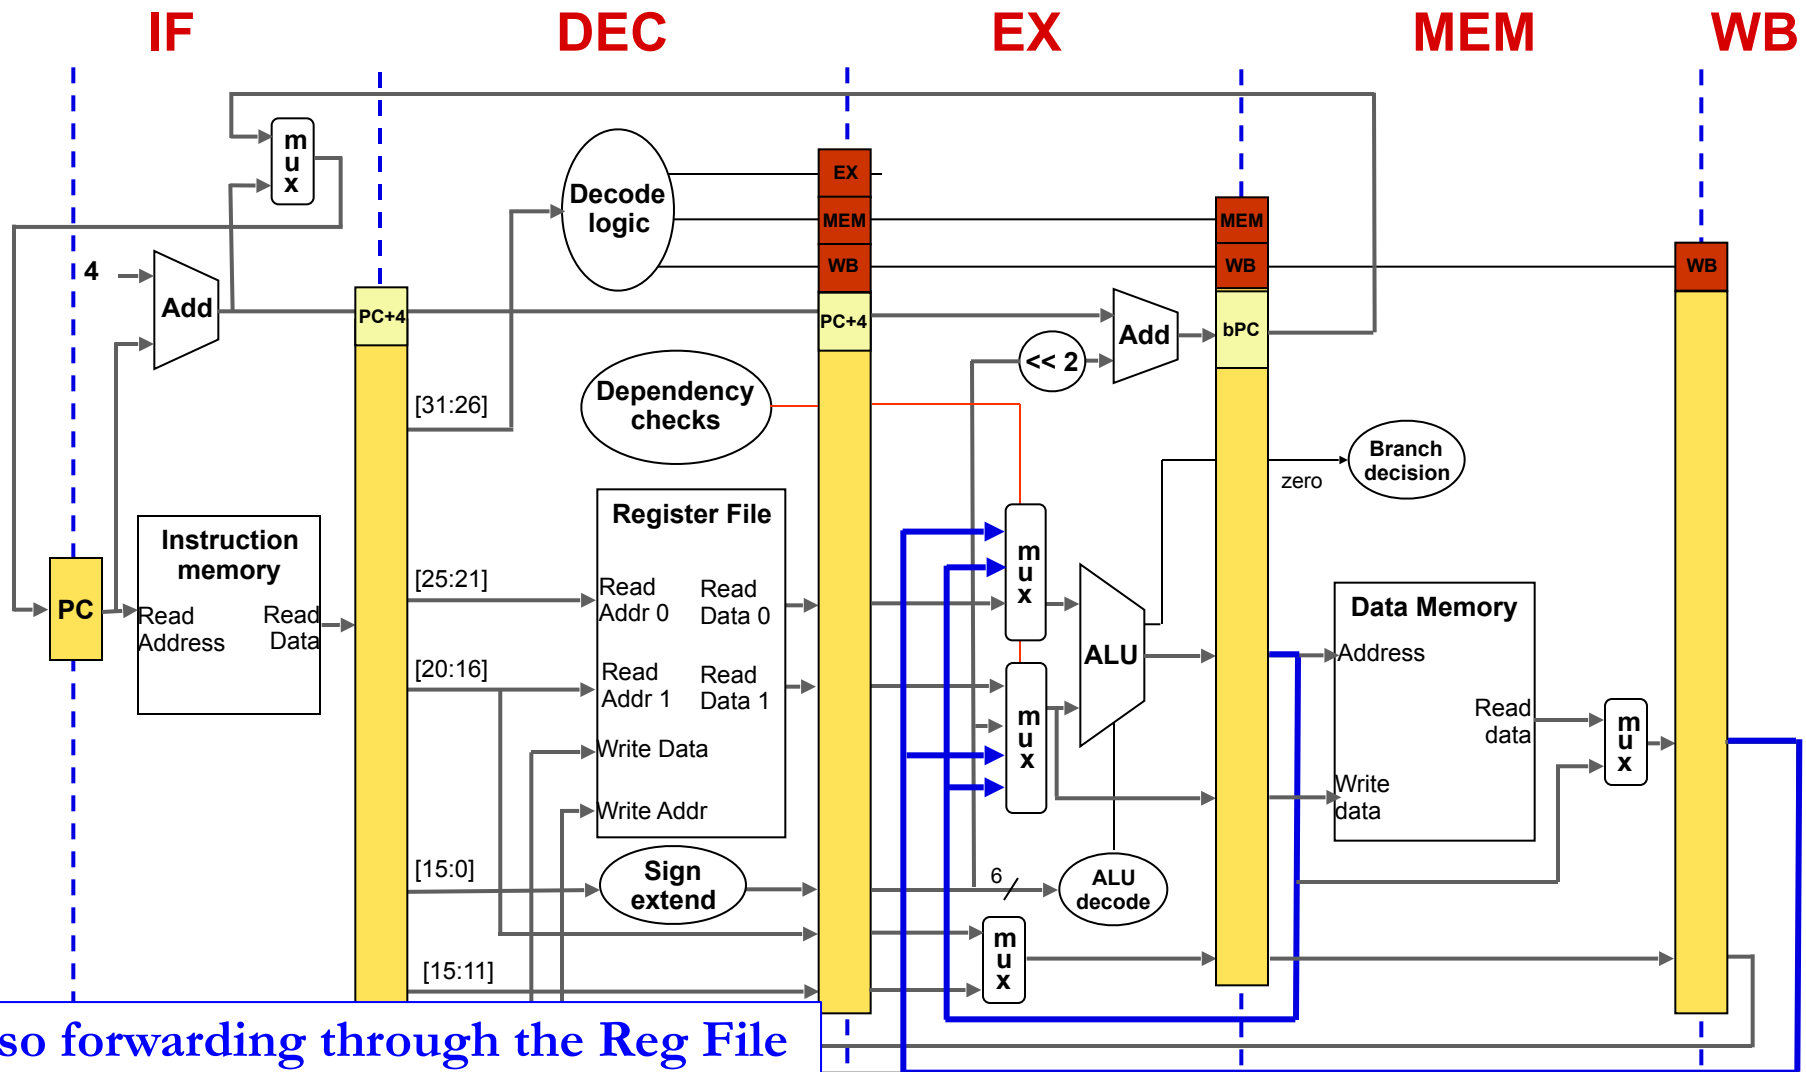 IF DEC EX MEM WB
m
u
x
4
Add
PC+4
Decode
logic
EX
MEM
WB
PC+4
MEM
WB
bPC
WB
Add
<< 2
[31:26]
Dependency
checks
Branch
decision
zero
PC
Instruction
memory
Read
Address
Read
Data
[25:21]
[20:16]
[15:0]
[15:11]
Register File
Read
Addr 0
Read
Data 0
Read
Addr 1
Read
Data 1
Write Data
Write Addr
Sign
extend
m
u
x
m
u
x
ALU
6
ALU
decode
m
u
x
Data Memory
Address
Read
data
Write
data
m
u
x
so forwarding through the Reg File